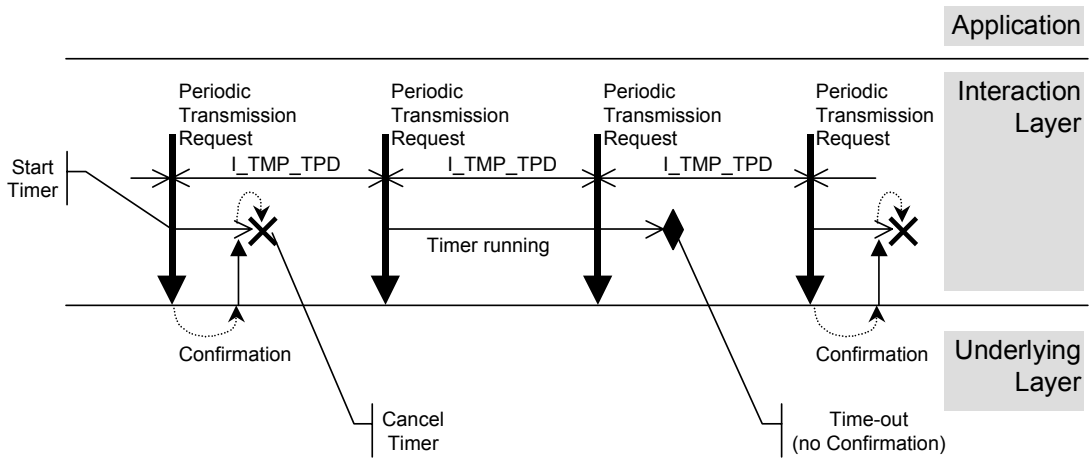 Application
Periodic
Transmission
Request
Periodic
Transmission
Request
Periodic
Transmission
Request
Periodic
Transmission
Request
Interaction
Layer
Start
Timer
I_TMP_TPD
I_TMP_TPD
I_TMP_TPD
Timer running
Confirmation
Confirmation
Underlying
Layer
Cancel
Timer
Time-out
(no Confirmation)